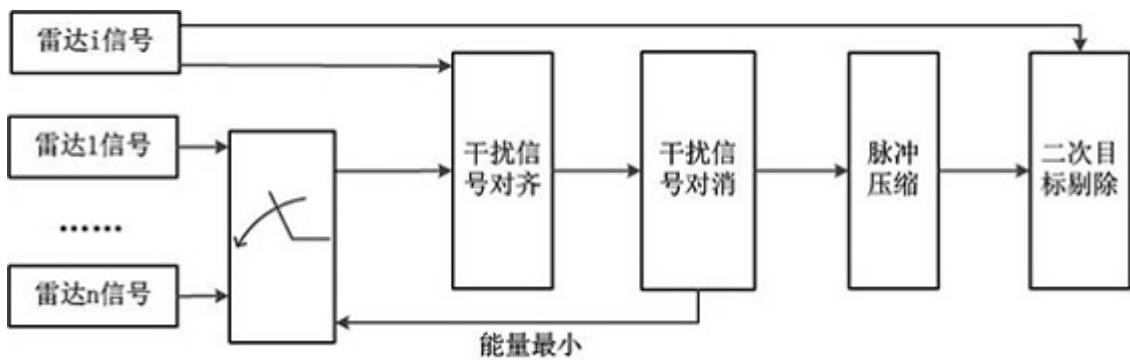 雷达i信号
雷达1信号
……
雷达n信号
干扰信
号对齐
干扰信
号对消
脉冲
压缩
二次目
标剔除
能量最小